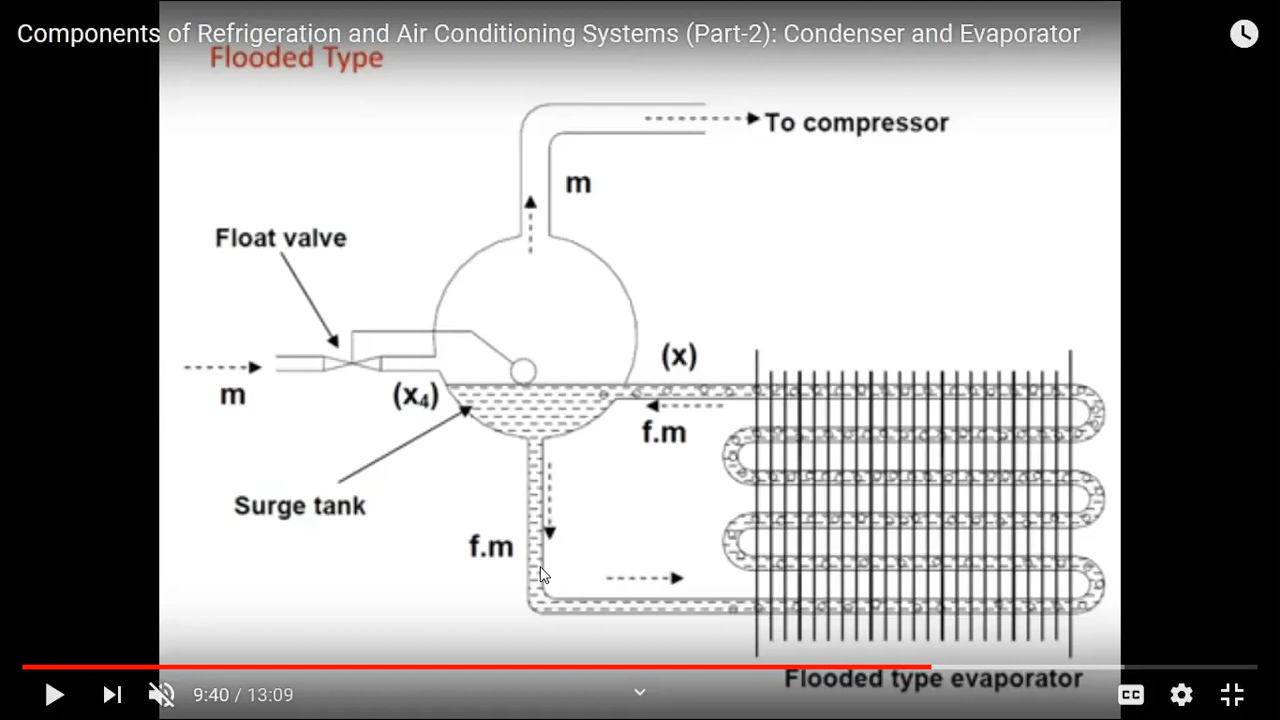 Components of Refrigeration and Air Conditioning Systems (Part-2): Condenser and Evaporator
Flooded Type
To compressor
m
Float valve
(x)
m
(x₄)
f.m
Surge tank
f.m
Flooded type evaporator
9:40 / 13:09
CC